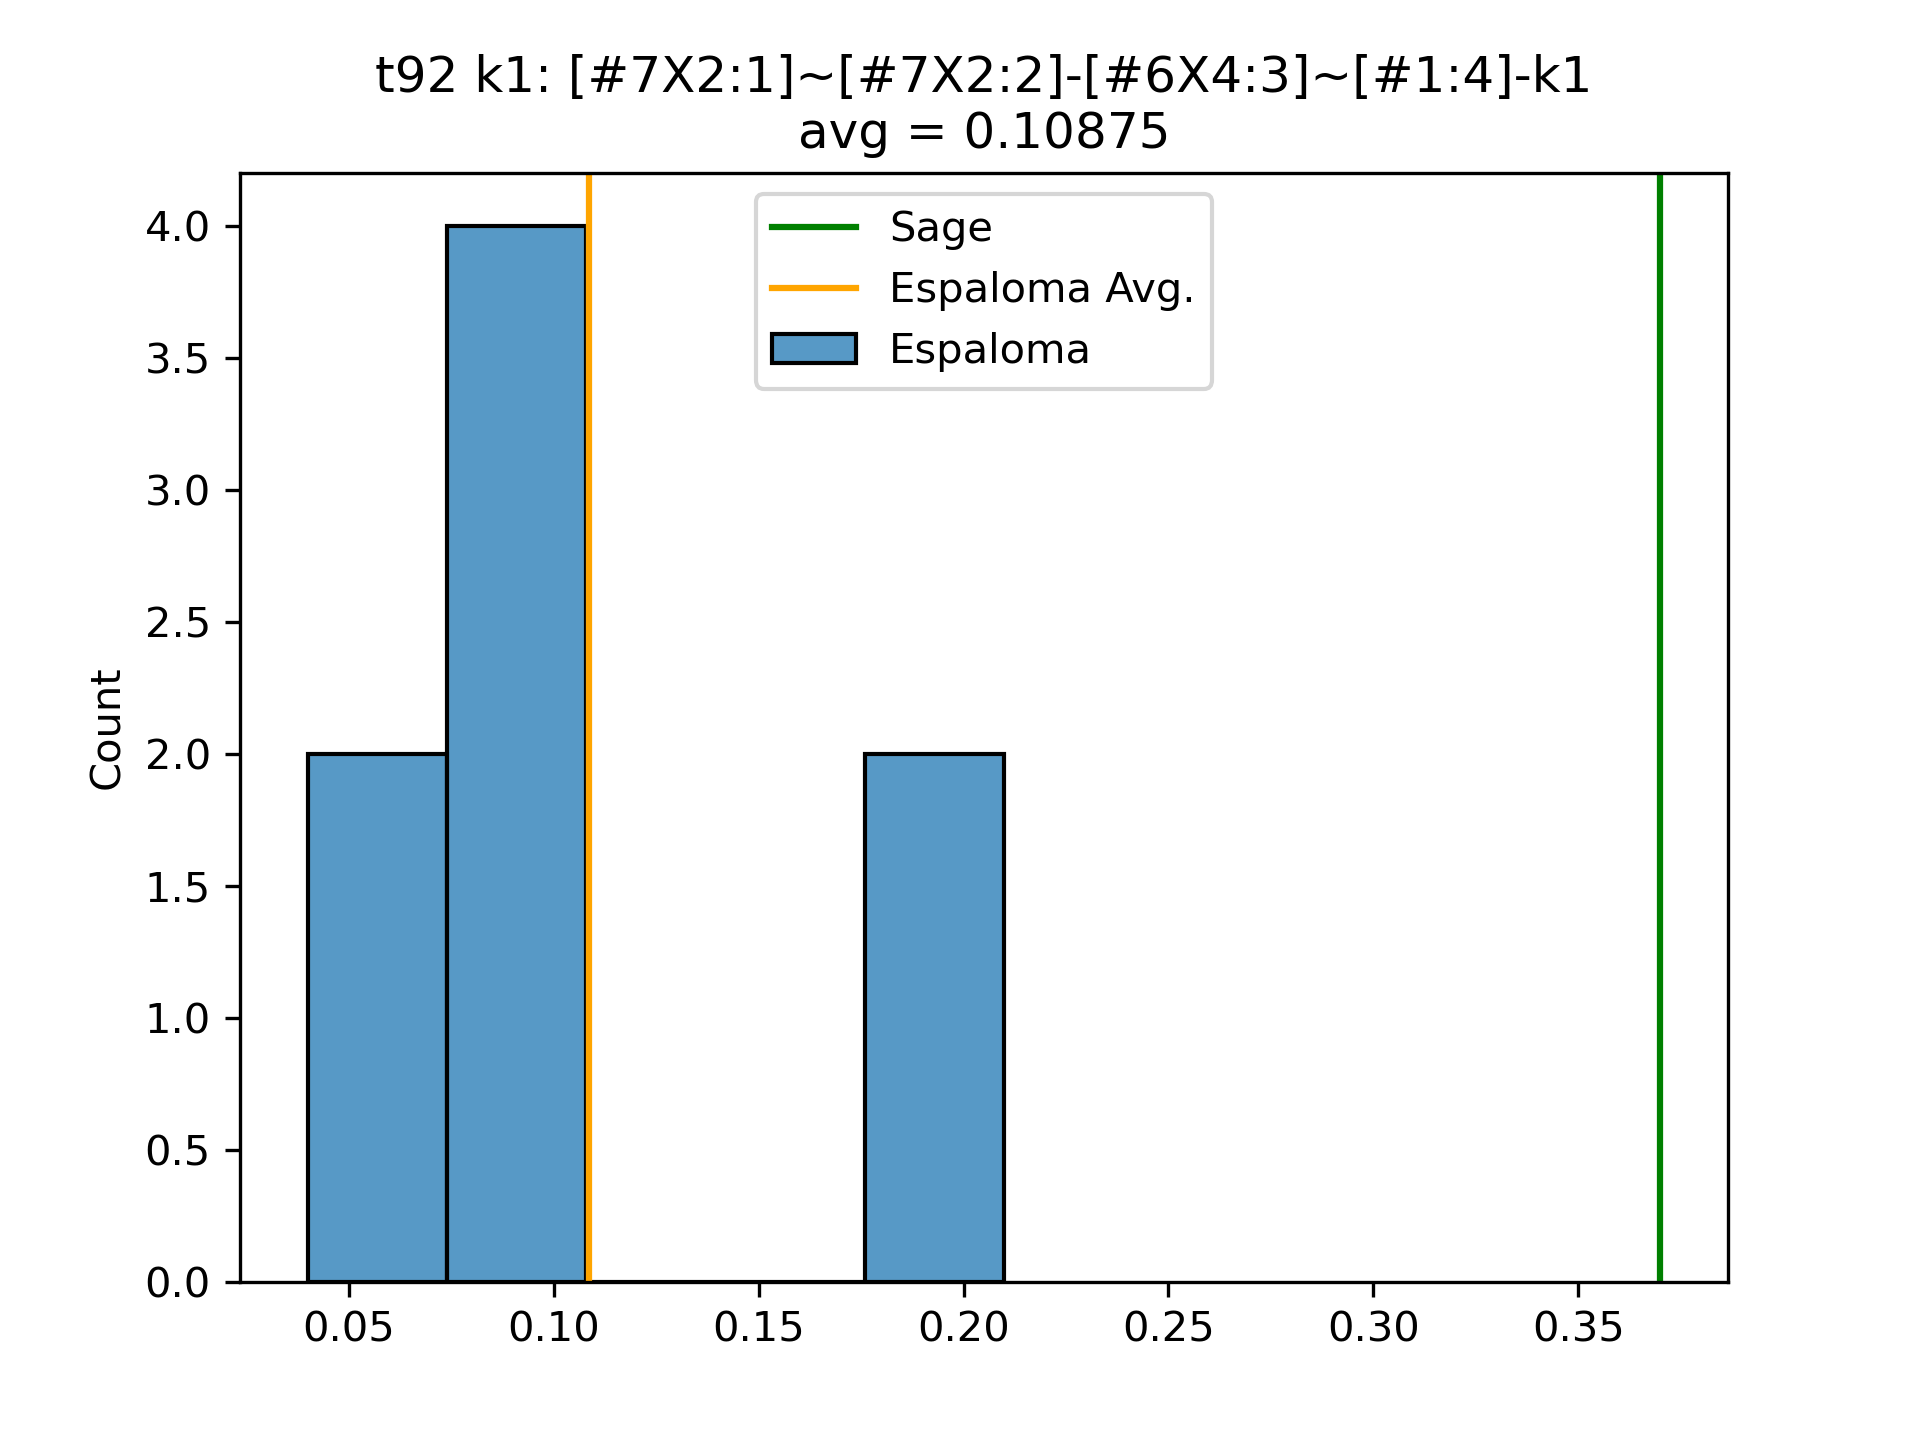 t92 k1: [#7X2:1]~[#7X2:2]-[#6X4:3]~[#1:4]-k1
avg = 0.10875
Sage
Espaloma Avg.
Espaloma
Count
4.0
3.5
3.0
2.5
2.0
1.5
1.0
0.5
0.0
0.05 0.10 0.15 0.20 0.25 0.30 0.35